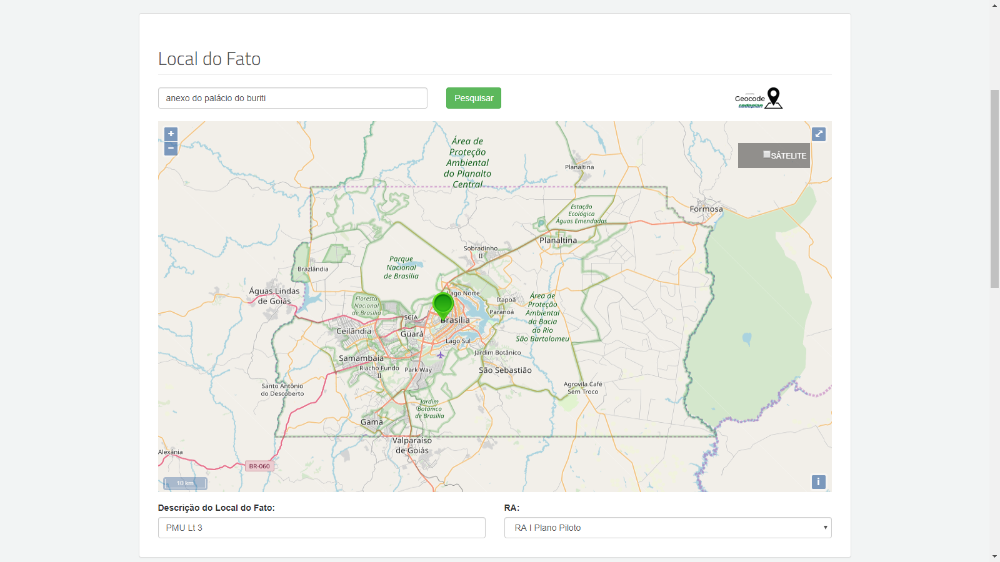 Local do Fato
anexo do palácio do buriti
Pesquisar
Geocode
codeplan
+
−
SÁTELITE
Área de
Proteção
Ambiental
do Planalto
Central
Planaltina
Formosa
Estação
Ecológica
Águas Emendadas
Planaltina
Sobradinho
II
Parque
Nacional
de Brasília
Brazlândia
Águas Lindas
de Goiás
Floresta
Nacional
de Brasília
Lago Norte
Itapoã
Paranoá
Área de
Proteção
Ambiental
da Bacia
do Rio
São Bartolomeu
SCIA
Brasília
Ceilândia
Guará
Lago Sul
Jardim Botânico
Samambaia
Riacho Fundo
II
Park Way
São Sebastião
Santo Antônio
do Descoberto
Agrovila Café
Sem Troco
Jardim
Botânico
de Brasília
Gama
Valparaíso
de Goiás
Alexânia
BR-060
10 km
i
Descrição do Local do Fato:
PMU Lt 3
RA:
RA I Plano Piloto